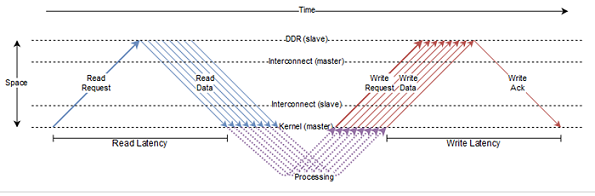 Time
DDR (slave)
Interconnect (master)
Space
Read
Request
Read
Data
Write
Request
Write
Data
Write
Ack
Interconnect (slave)
Kernel (master)
Read Latency
Write Latency
Processing